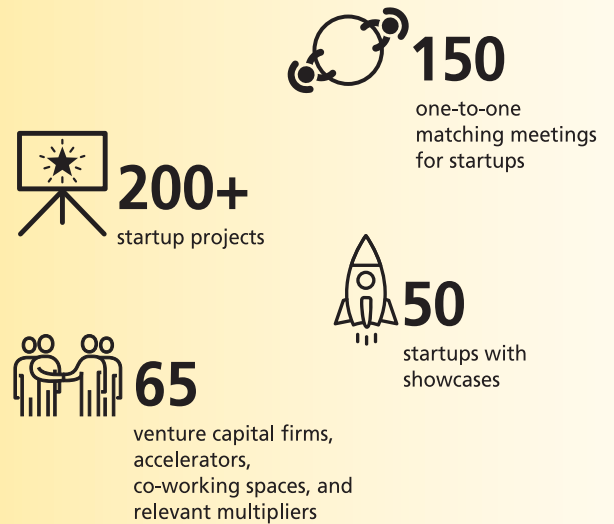 150
one-to-one
matching meetings
for startups
200+
startup projects
50
startups with
showcases
65
venture capital firms,
accelerators,
co-working spaces, and
relevant multipliers